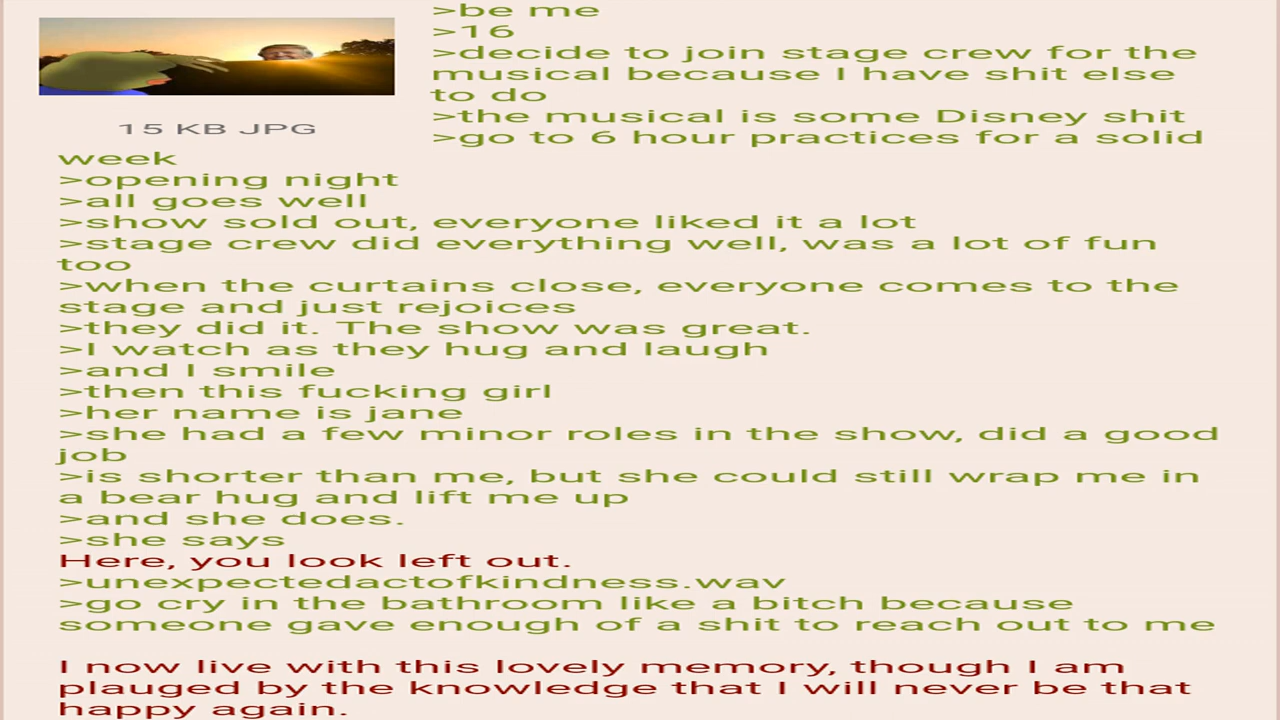 >be me
>16
>decide to join stage crew for the
musical because I have shit else
to do
>the musical is some Disney shit
15 KB JPG
>go to 6 hour practices for a solid
week
>opening night
>all goes well
>show sold out, everyone liked it a lot
>stage crew did everything well, was a lot of fun
too
>when the curtains close, everyone comes to the
stage and just rejoices
>they did it. The show was great.
>I watch as they hug and laugh
>and I smile
>then this fucking girl
>her name is jane
>she had a few minor roles in the show, did a good
job
>is shorter than me, but she could still wrap me in
a bear hug and lift me up
>and she does.
>she says
Here, you look left out.
>unexpectedactofkindness.wav
>go cry in the bathroom like a bitch because
someone gave enough of a shit to reach out to me
I now live with this lovely memory, though I am
plauged by the knowledge that I will never be that
happy again.